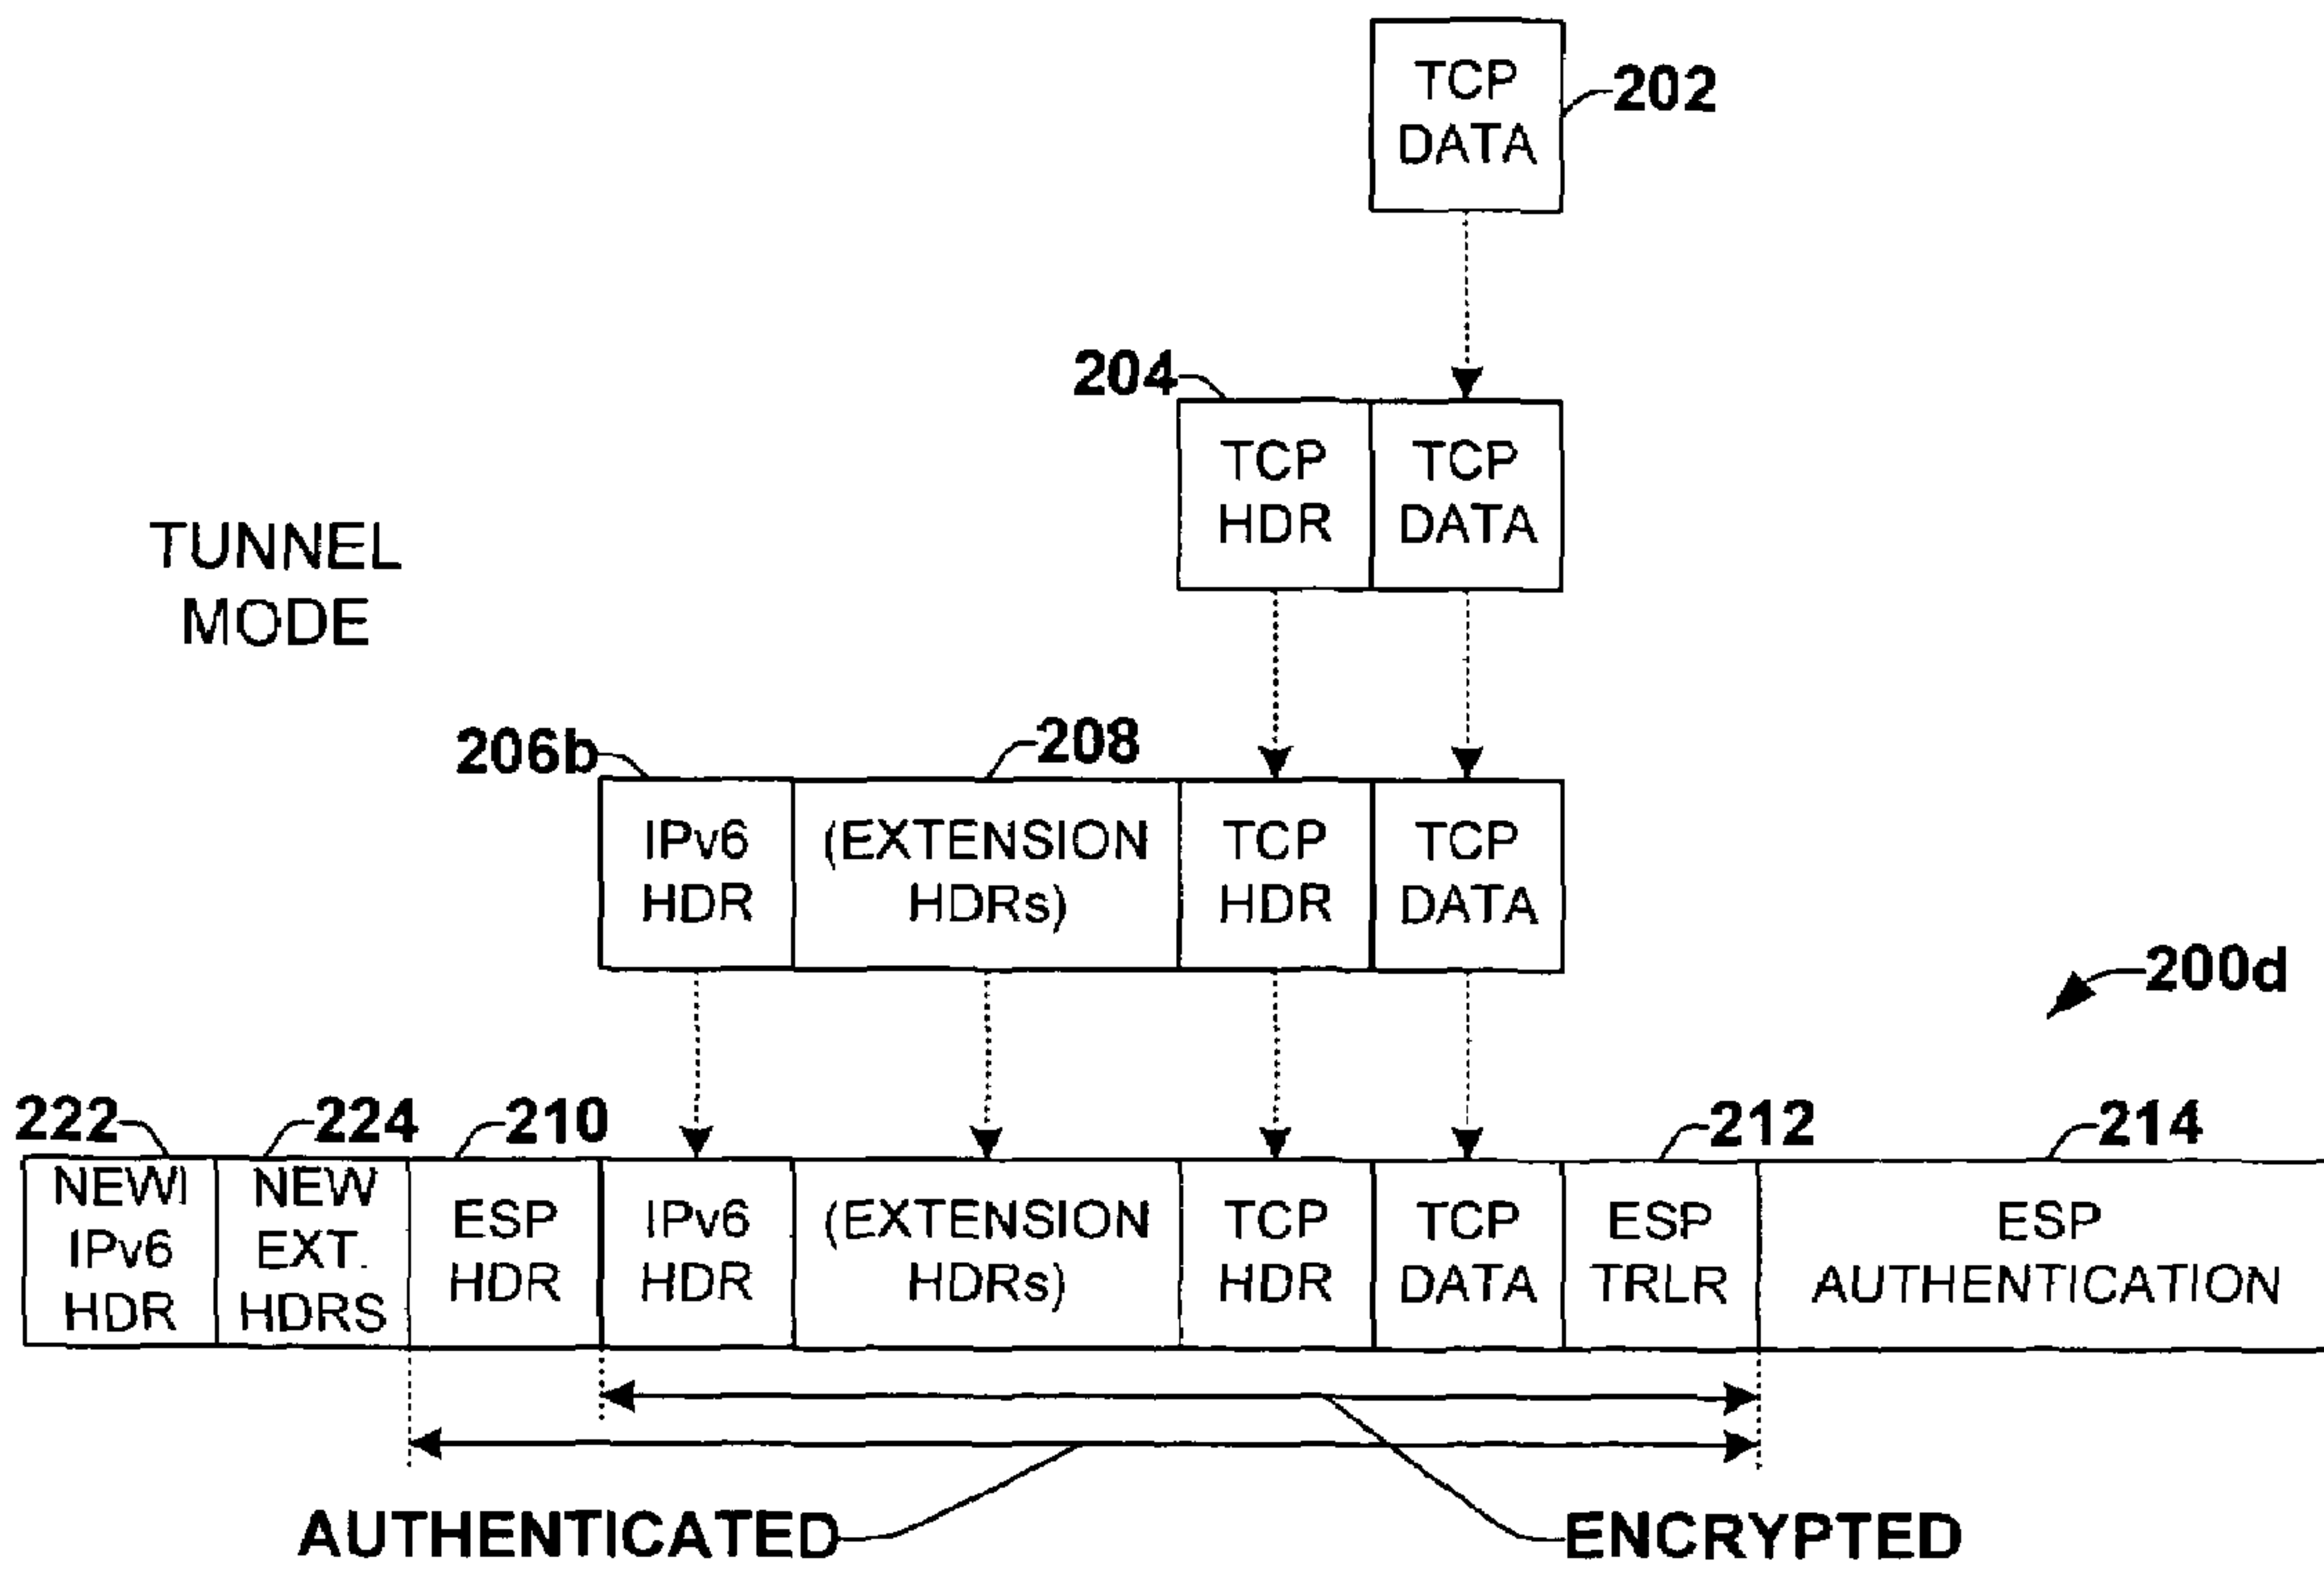 TCP
DATA
202
204
TCP
HDR
TCP
DATA
TUNNEL
MODE
206b
208
IPv6
HDR
(EXTENSION
HDRs)
TCP
HDR
TCP
DATA
200d
222
224
210
212
214
NEW
IPv6
HDR
NEW
EXT.
HDRS
ESP
HDR
IPv6
HDR
(EXTENSION
HDRs)
TCP
HDR
TCP
DATA
ESP
TRLR
ESP
AUTHENTICATION
AUTHENTICATED
ENCRYPTED